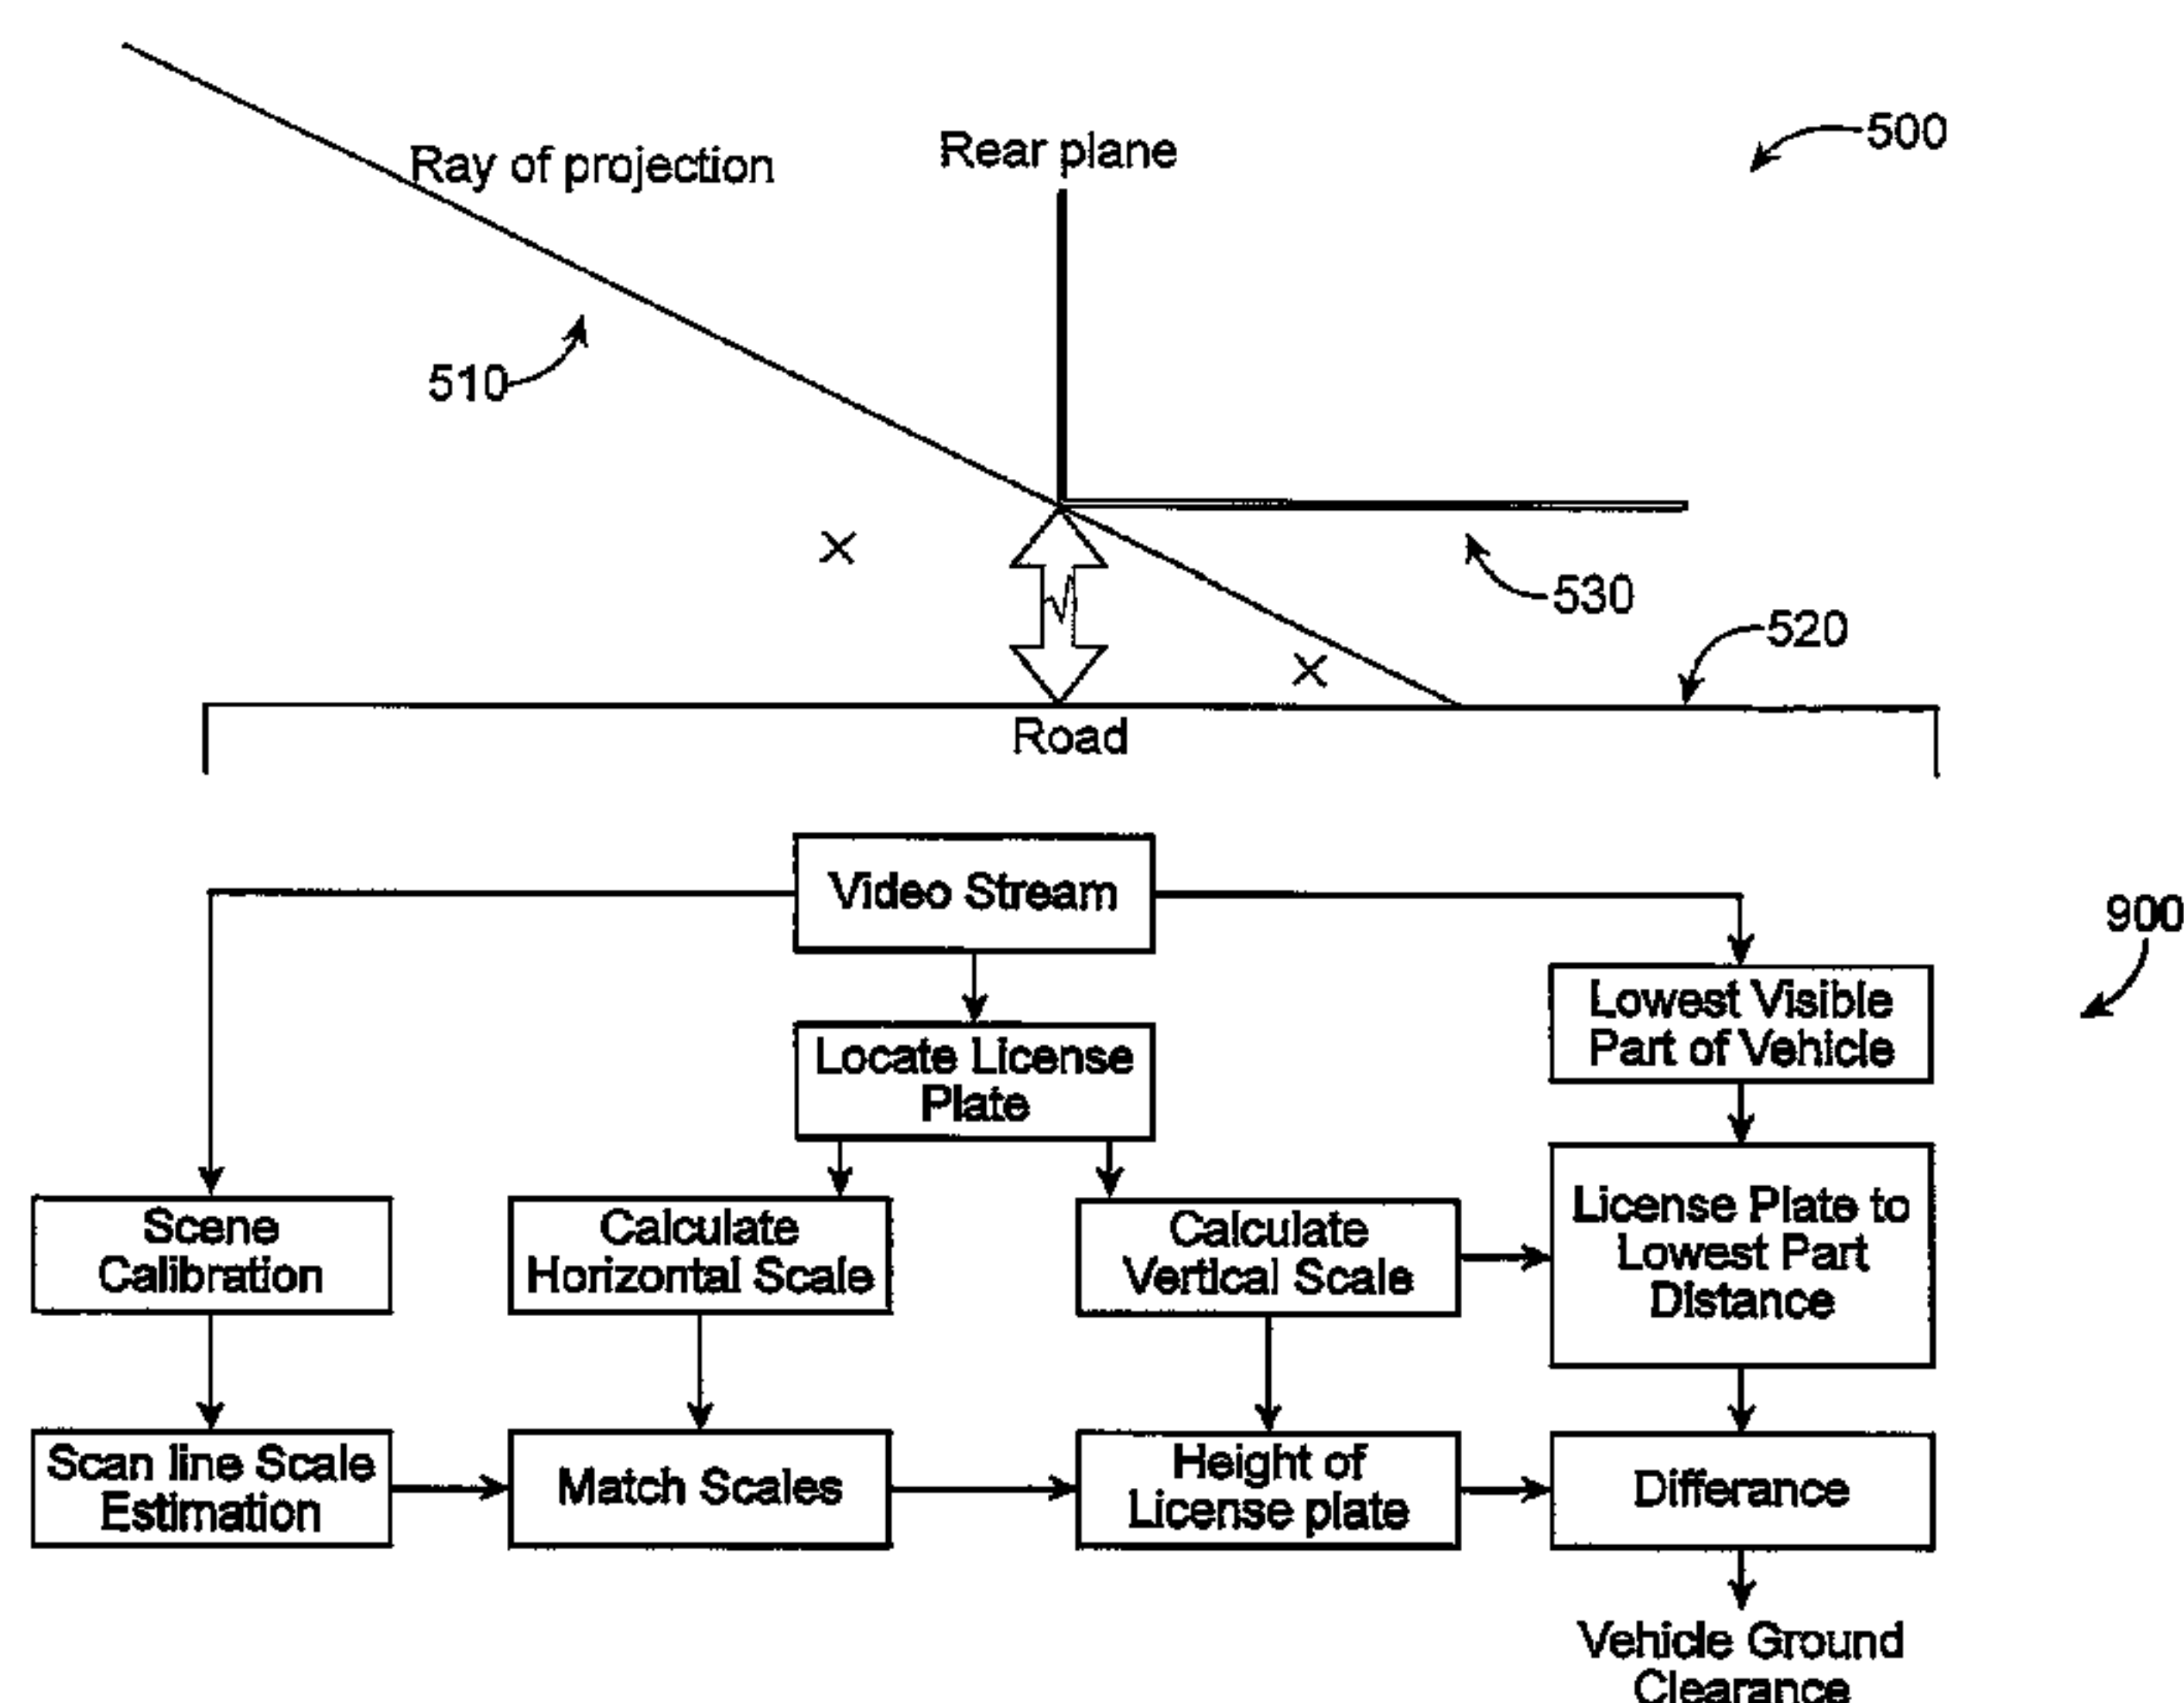 Ray of projection
Rear plane
500
510
530
520
Road
Video Stream
900
Lowest Visible
Part of Vehicle
Locate License
Plate
Scene
Calibration
Calculate
Horizontal Scale
Calculate
Vertical Scale
License Plate to
Lowest Part
Distance
Scan line Scale
Estimation
Match Scales
Height of
License plate
Differance
Vehicle Ground
Clearance